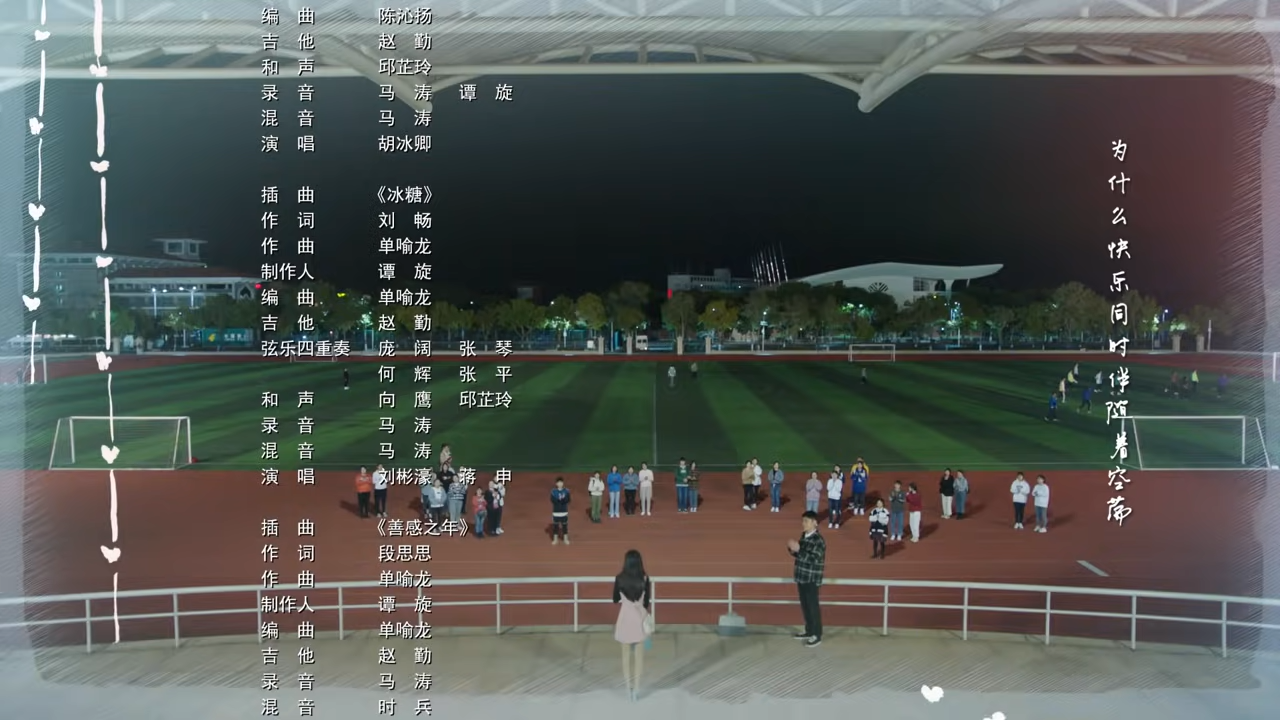 编 曲 陈沁扬
吉 他 赵 勤
和 声 邱芷玲
录 音 马 涛 谭 旋
混 音 马 涛
演 唱 胡冰卿
插 曲 《冰糖》
作 词 刘 畅
作 曲 单喻龙
制作人 谭 旋
编 曲 单喻龙
吉 他 赵 勤
弦乐四重奏 庞 阔 张 琴
何 辉 张 平
和 声 向 鹰 邱芷玲
录 音 马 涛
混 音 马 涛
演 唱 刘彬濠 蒋 申
插 曲 《善感之年》
作 词 段思思
作 曲 单喻龙
制作人 谭 旋
编 曲 单喻龙
吉 他 赵 勤
录 音 马 涛
混 音 时 兵
为什么快乐同时伴随着空荡